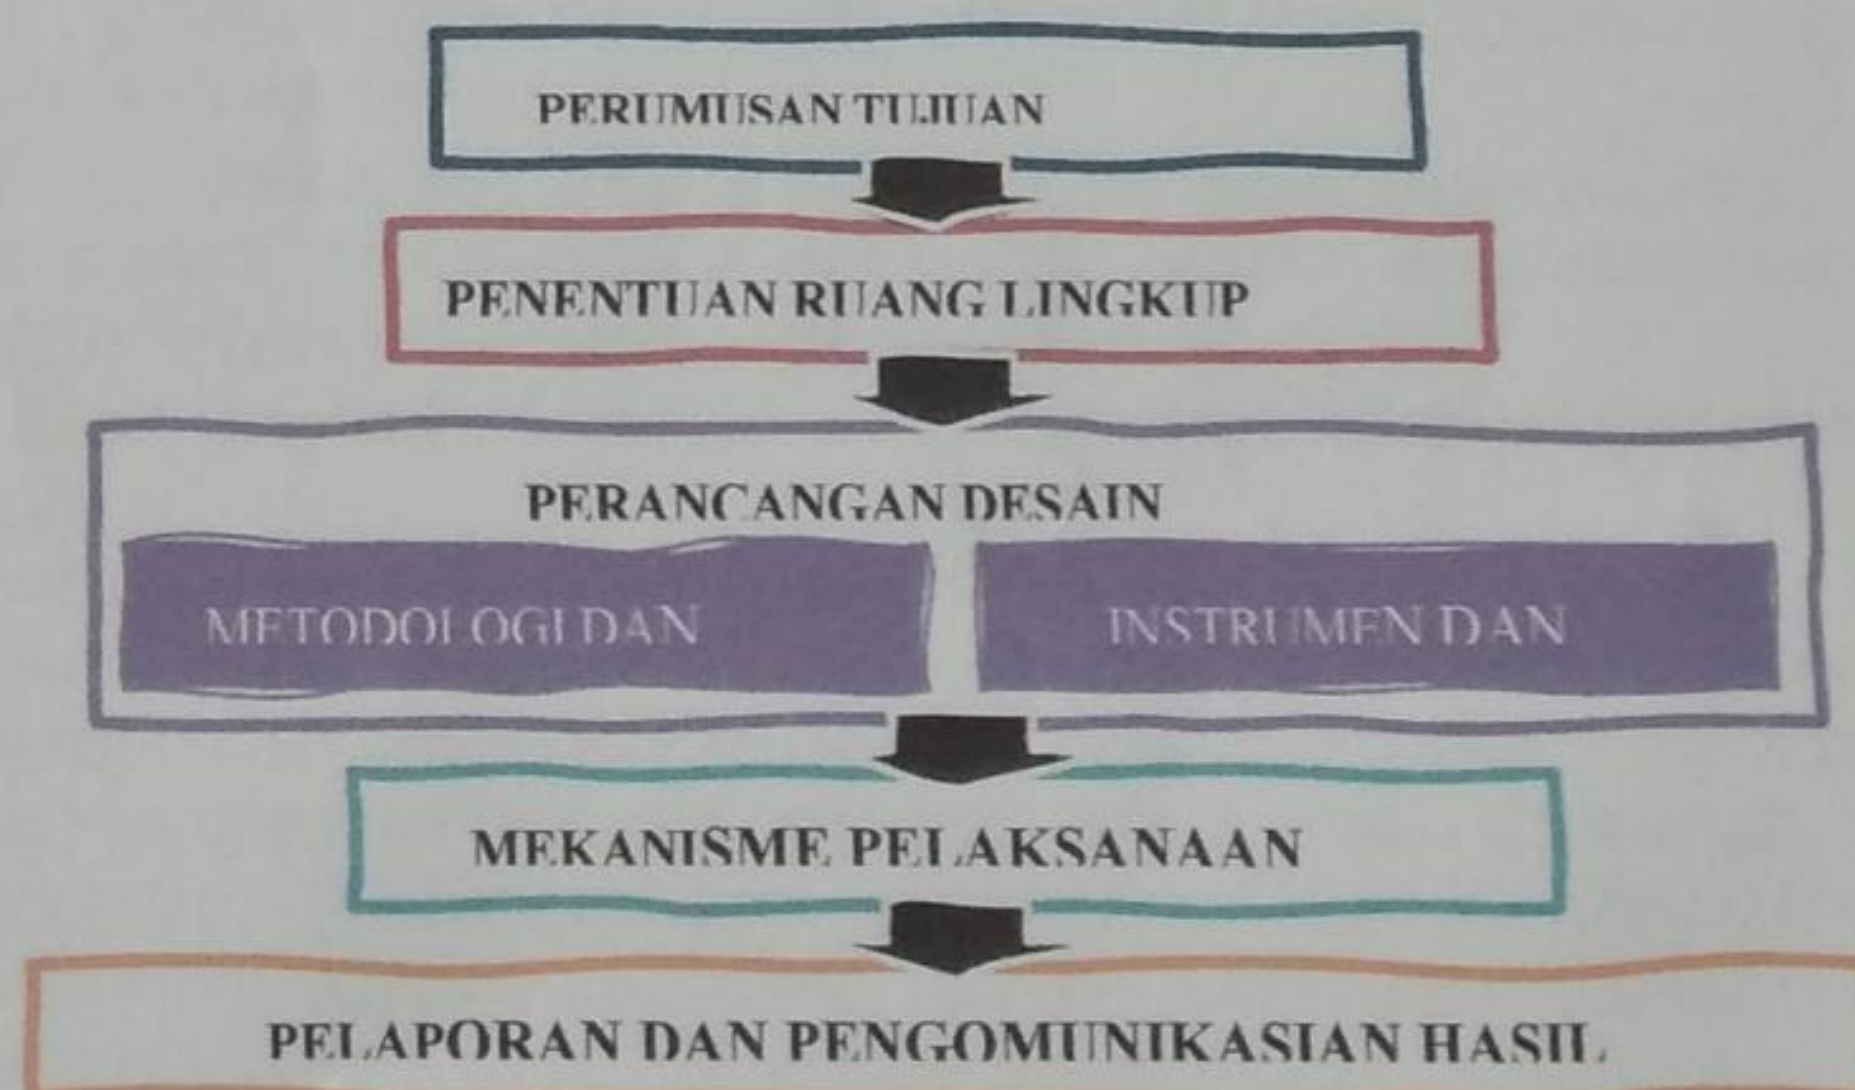 PERUMUSAN TUJUAN
PENENTUAN RUANG LINGKUP
PERANCANGAN DESAIN
METODOLOGI DAN
INSTRUMEN DAN
MEKANISME PELAKSANAAN
PELAPORAN DAN PENGOMUNIKASIAN HASIL